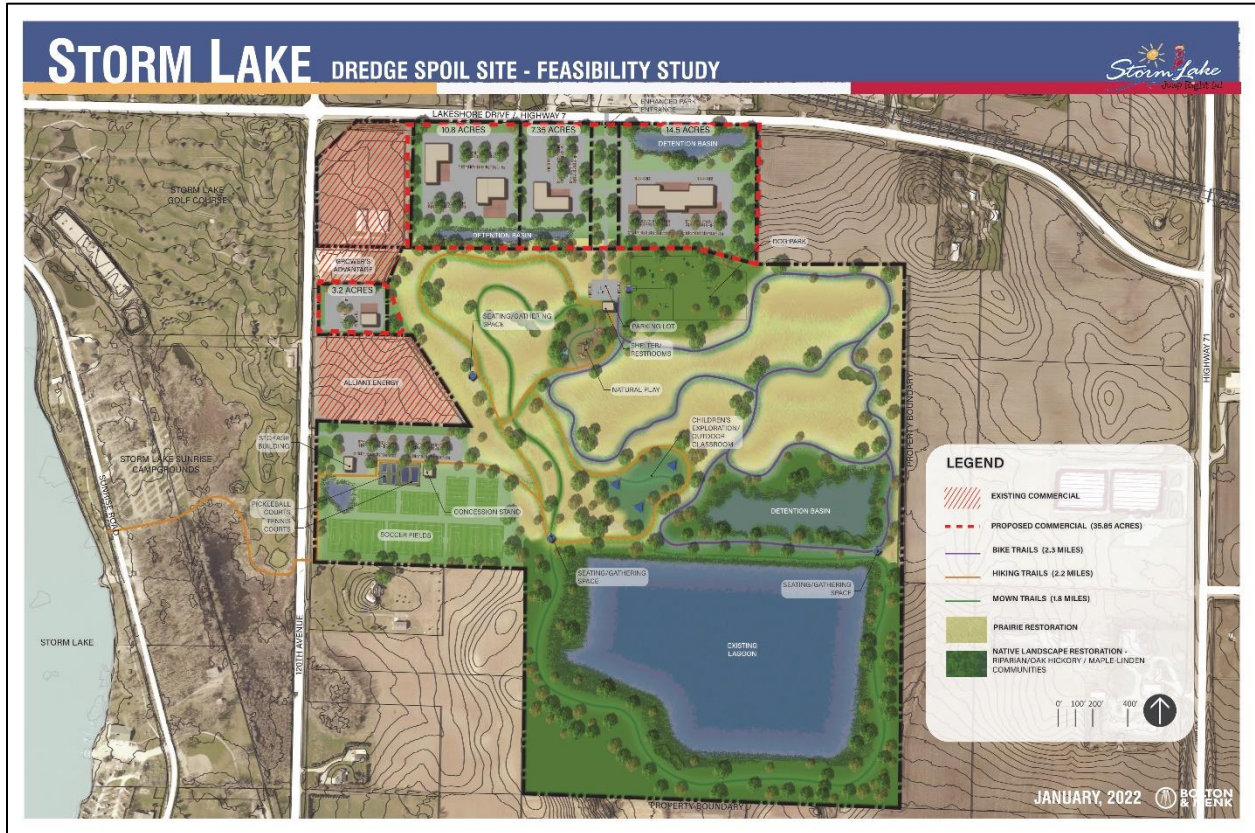 STORM LAKE DREDGE SPOIL SITE - FEASIBILITY STUDY
Storm Lake
Jump Right In!
ENHANCED PARK
ENTRANCE
LAKESHORE DRIVE / HIGHWAY 7
10.8 ACRES
7.35 ACRES
14.5 ACRES
DETENTION BASIN
STORM LAKE
GOLF COURSE
DETENTION BASIN
DOG PARK
GROWER'S
ADVANTAGE
3.2 ACRES
SEATING/GATHERING
SPACE
PARKING LOT
SHELTER/
RESTROOMS
NATURAL PLAY
ALLIANT ENERGY
CHILDREN'S
EXPLORATION/
OUTDOOR
CLASSROOM
PROPERTY BOUNDARY
HIGHWAY 71
STORAGE
BUILDING
STORM LAKE SUNRISE
CAMPGROUNDS
SUNRISE ROAD
PICKLEBALL
COURTS
TENNIS
COURTS
CONCESSION STAND
SOCCER FIELDS
DETENTION BASIN
SEATING/GATHERING
SPACE
SEATING/GATHERING
SPACE
STORM LAKE
120TH AVENUE
EXISTING
LAGOON
PROPERTY BOUNDARY
LEGEND
EXISTING COMMERCIAL
PROPOSED COMMERCIAL (35.85 ACRES)
BIKE TRAILS (2.3 MILES)
HIKING TRAILS (2.2 MILES)
MOWN TRAILS (1.8 MILES)
PRAIRIE RESTORATION
NATIVE LANDSCAPE RESTORATION -
RIPARIAN/OAK HICKORY / MAPLE-LINDEN
COMMUNITIES
0' 100' 200' 400'
JANUARY, 2022
BOLTON
& MENK